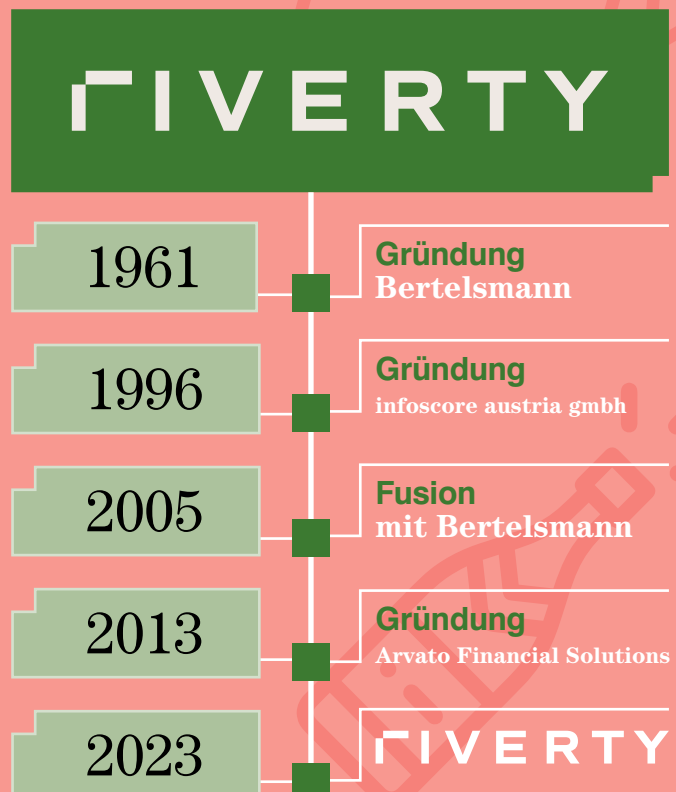 RIVERTY
1961
Gründung
Bertelsmann
1996
Gründung
infoscore austria gmbh
2005
Fusion
mit Bertelsmann
2013
Gründung
Arvato Financial Solutions
2023
RIVERTY